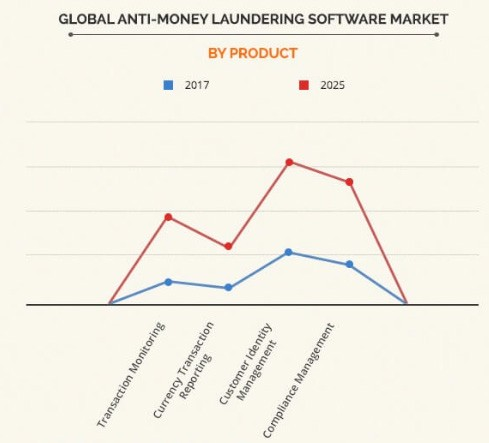 GLOBAL ANTI-MONEY LAUNDERING SOFTWARE MARKET
BY PRODUCT
2017
2025
Transaction Monitoring
Currency Transaction
Reporting
Customer Identity
Management
Compliance Management